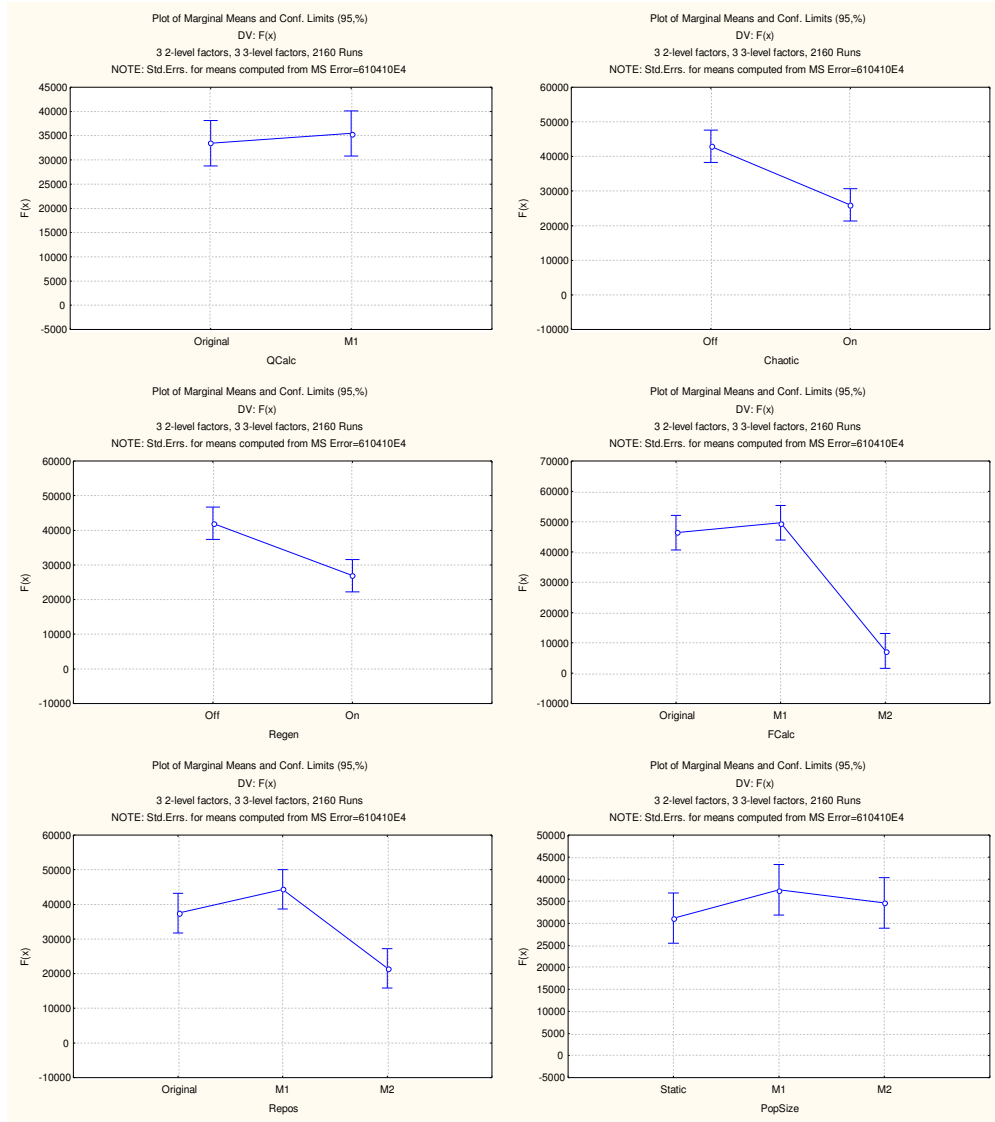 Plot of Marginal Means and Conf. Limits (95,%)
DV: F(x)
3 2-level factors, 3 3-level factors, 2160 Runs
NOTE: Std.Errs. for means computed from MS Error=610410E4
45000
40000
35000
30000
25000
20000
15000
10000
5000
0
-5000
F(x)
Original M1
QCalc
Plot of Marginal Means and Conf. Limits (95,%)
DV: F(x)
3 2-level factors, 3 3-level factors, 2160 Runs
NOTE: Std.Errs. for means computed from MS Error=610410E4
60000
50000
40000
30000
20000
10000
0
-10000
F(x)
Off On
Chaotic
Plot of Marginal Means and Conf. Limits (95,%)
DV: F(x)
3 2-level factors, 3 3-level factors, 2160 Runs
NOTE: Std.Errs. for means computed from MS Error=610410E4
60000
50000
40000
30000
20000
10000
0
-10000
F(x)
Off On
Regen
Plot of Marginal Means and Conf. Limits (95,%)
DV: F(x)
3 2-level factors, 3 3-level factors, 2160 Runs
NOTE: Std.Errs. for means computed from MS Error=610410E4
70000
60000
50000
40000
30000
20000
10000
0
-10000
F(x)
Original M1 M2
FCalc
Plot of Marginal Means and Conf. Limits (95,%)
DV: F(x)
3 2-level factors, 3 3-level factors, 2160 Runs
NOTE: Std.Errs. for means computed from MS Error=610410E4
60000
50000
40000
30000
20000
10000
0
-10000
F(x)
Original M1 M2
Repos
Plot of Marginal Means and Conf. Limits (95,%)
DV: F(x)
3 2-level factors, 3 3-level factors, 2160 Runs
NOTE: Std.Errs. for means computed from MS Error=610410E4
50000
45000
40000
35000
30000
25000
20000
15000
10000
5000
0
-5000
F(x)
Static M1 M2
PopSize